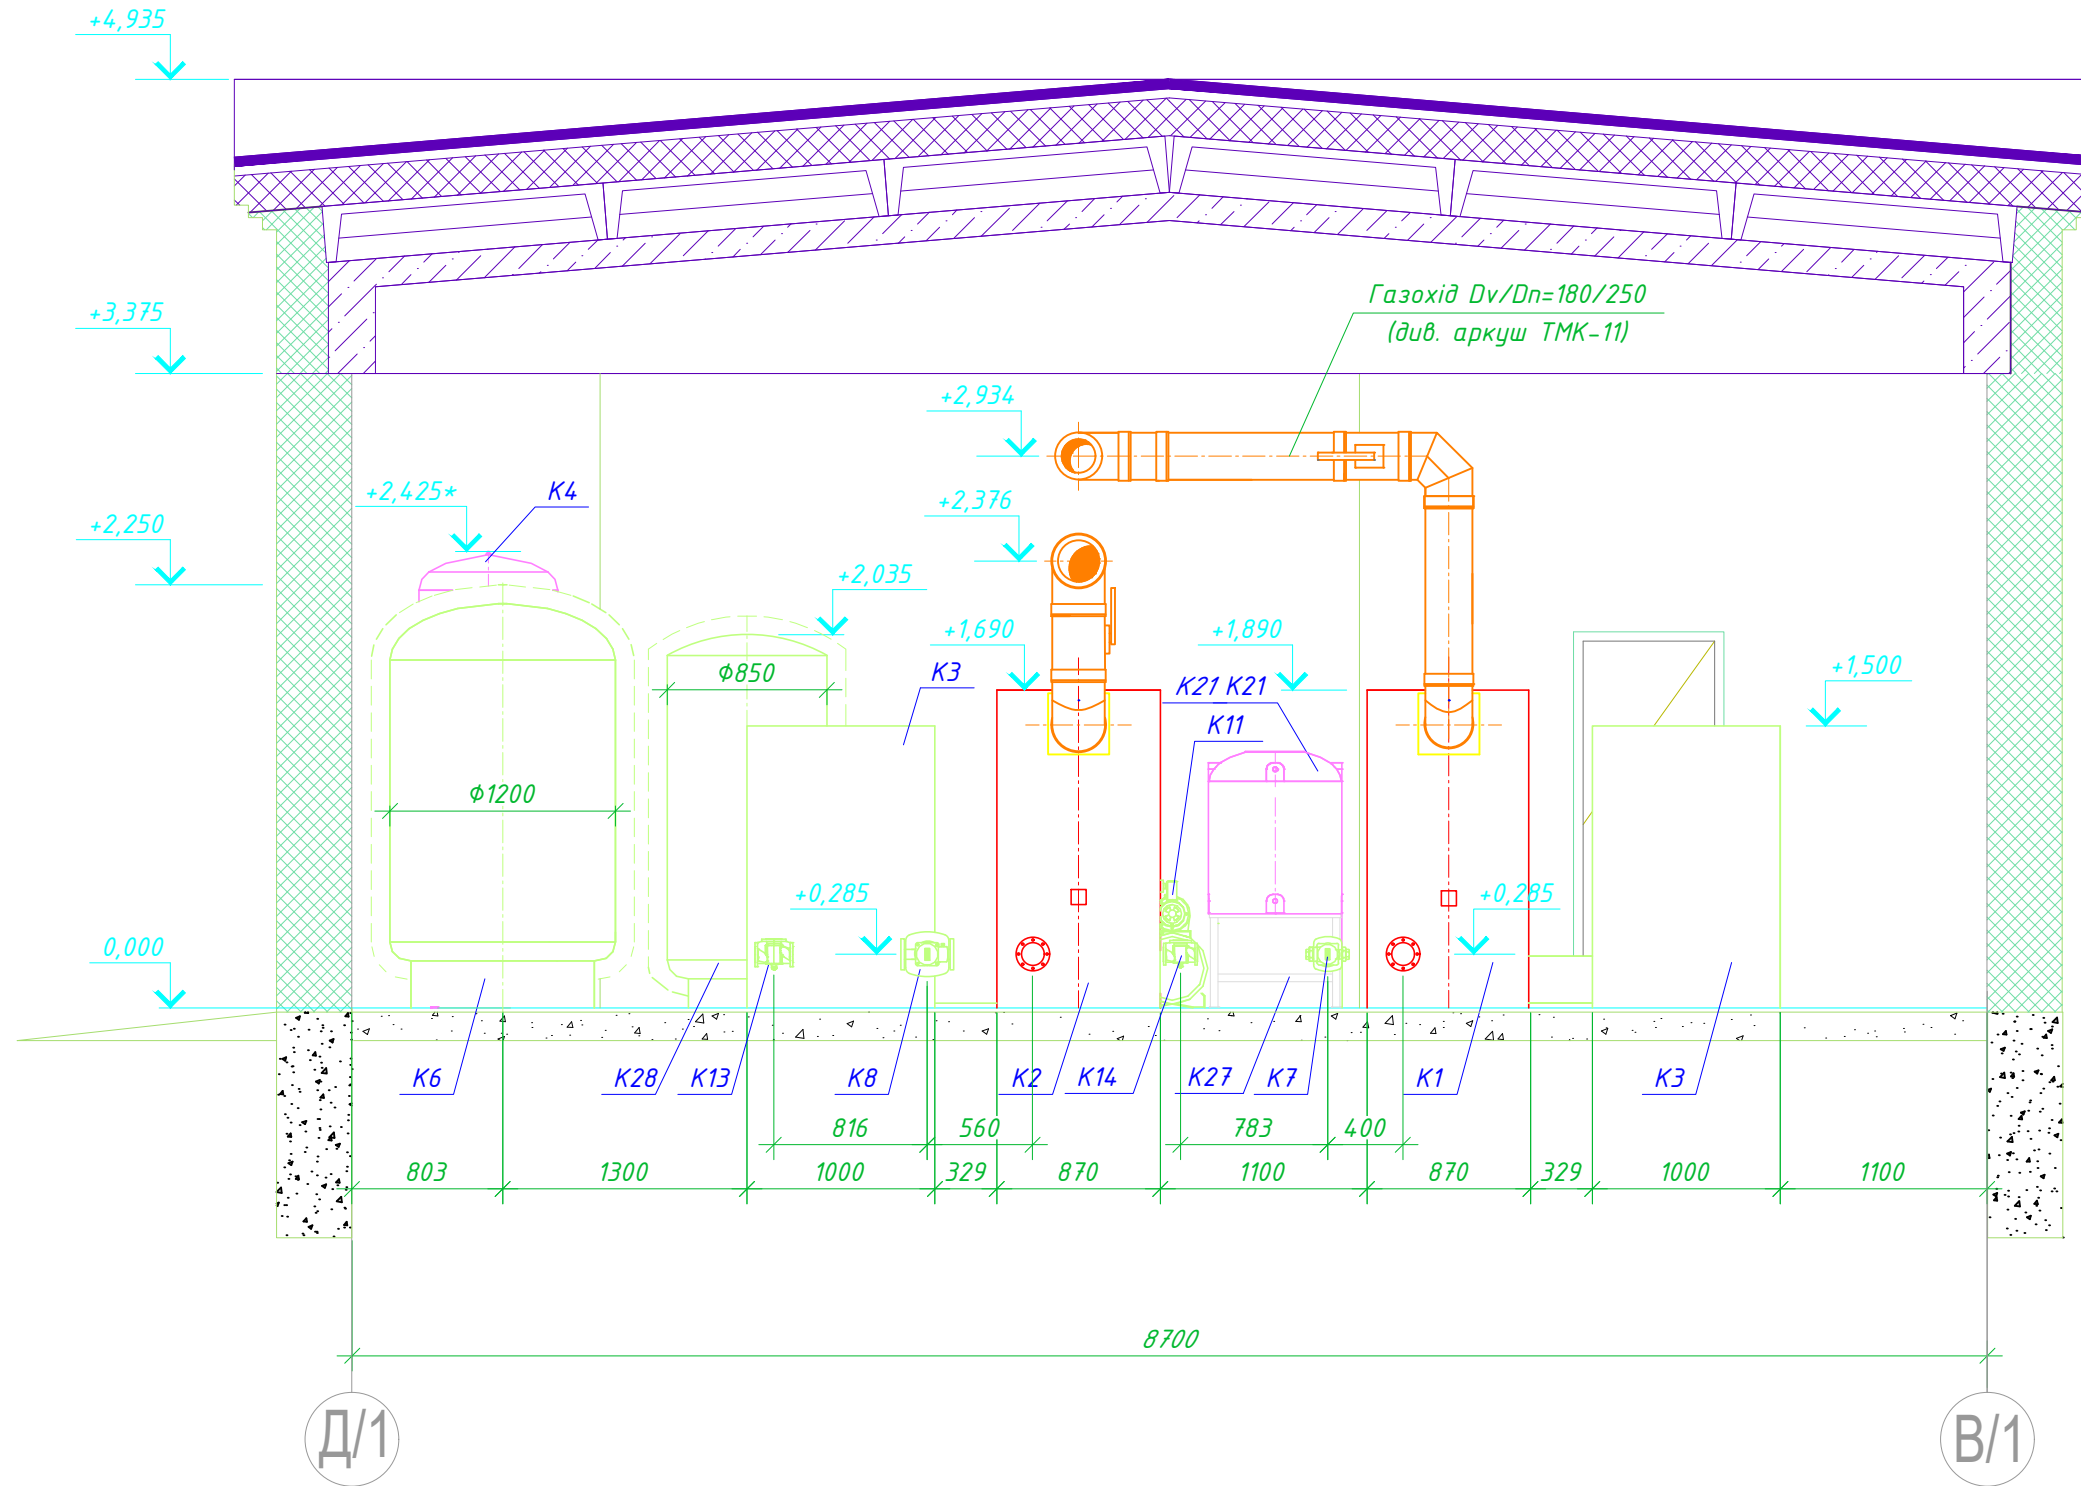 +4,935
+3,375
Газохід Dv/Dn=180/250
(див. аркуш ТМК-11)
+2,934
+2,425*
К4
+2,376
+2,250
+2,035
+1,690
+1,890
К3
Ф850
К21 К21
+1,500
К11
Ф1200
+0,285
+0,285
0,000
К6
К28
К13
К8
К2
К14
К27
К7
К1
К3
816
560
783
400
803
1300
1000
329
870
1100
870
329
1000
1100
8700
Д/1
В/1